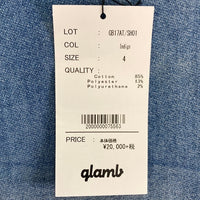 LOT : GB17AT/SH01
COL : Indigo
SIZE : 4
QUALITY :
Cotton 85%
Polyester 13%
Polyurethane 2%
2000000075563
PRICE : 本体価格
¥20,000+税
glamb